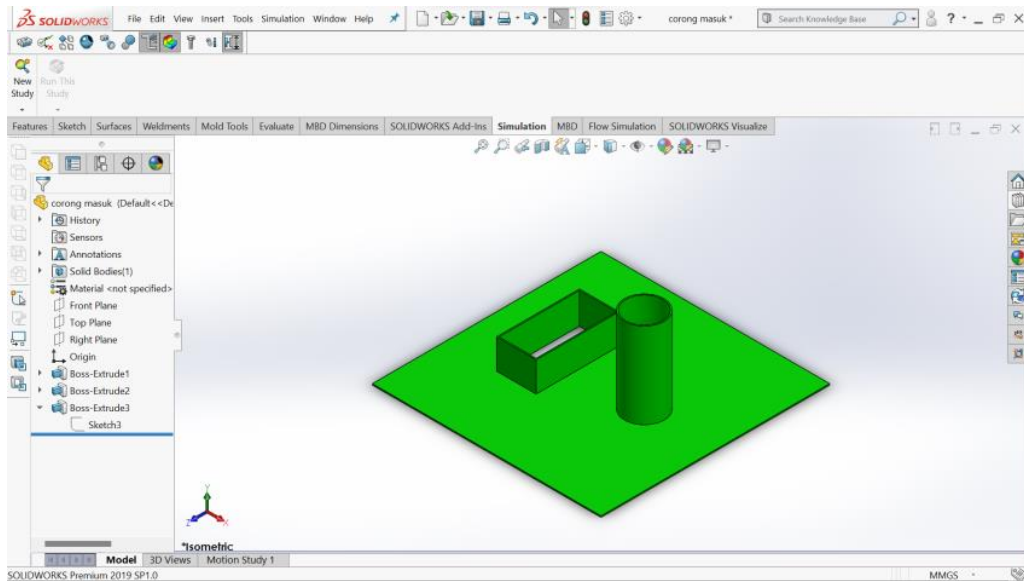 SOLIDWORKS File Edit View Insert Tools Simulation Window Help corong masuk * Search Knowledge Base ?
New Study
Run This Study
Features Sketch Surfaces Weldments Mold Tools Evaluate MBD Dimensions SOLIDWORKS Add-Ins Simulation MBD Flow Simulation SOLIDWORKS Visualize
corong masuk (Default<<De
History
Sensors
A Annotations
Solid Bodies(1)
Material <not specified>
Front Plane
Top Plane
Right Plane
Origin
Boss-Extrude1
Boss-Extrude2
Boss-Extrude3
Sketch3
Y
Z X
*Isometric
Model 3D Views Motion Study 1
SOLIDWORKS Premium 2019 SP1.0 MMGS -